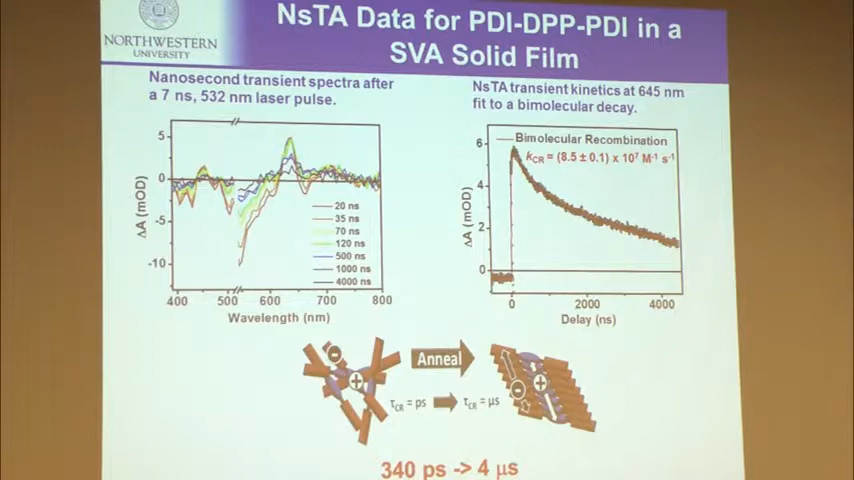 NORTHWESTERN
UNIVERSITY
NsTA Data for PDI-DPP-PDI in a
SVA Solid Film
Nanosecond transient spectra after
a 7 ns, 532 nm laser pulse.
NsTA transient kinetics at 645 nm
fit to a bimolecular decay.
5
0
-5
-10
ΔA (mOD)
20 ns
35 ns
70 ns
120 ns
500 ns
1000 ns
4000 ns
400 500 600 700 800
Wavelength (nm)
6
4
2
0
ΔA (mOD)
Bimolecular Recombination
kCR = (8.5 ± 0.1) x 10⁷ M⁻¹ s⁻¹
0 2000 4000
Delay (ns)
- +
Anneal
- +
τCR = ps τCR = μs
340 ps -> 4 μs